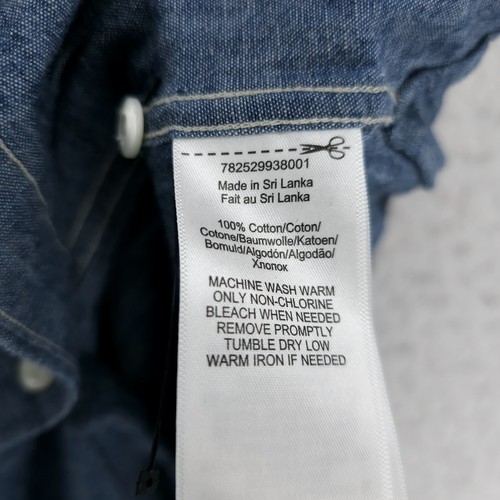 782529938001
Made in Sri Lanka
Fait au Sri Lanka
100% Cotton/Coton/
Cotone/Baumwolle/Katoen/
Bomuld/Algodón/Algodão/
Хлопок
MACHINE WASH WARM
ONLY NON-CHLORINE
BLEACH WHEN NEEDED
REMOVE PROMPTLY
TUMBLE DRY LOW
WARM IRON IF NEEDED